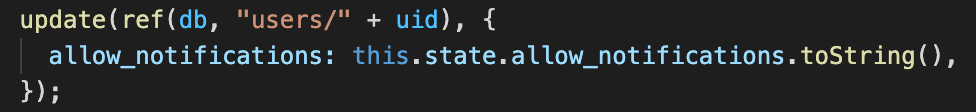 update(ref(db, "users/" + uid), {
  allow_notifications: this.state.allow_notifications.toString(),
});